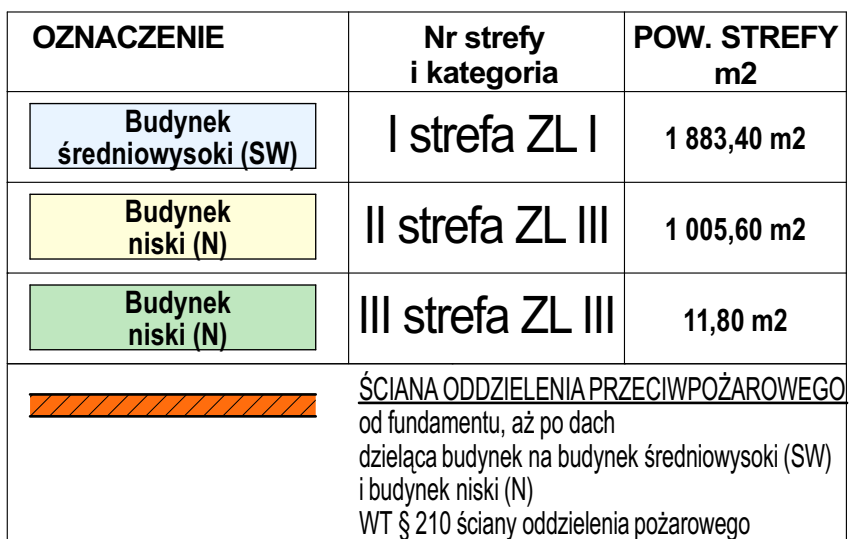 OZNACZENIE
Nr strefy
i kategoria
POW. STREFY
m2
Budynek
średniowysoki (SW)
I strefa ZL I
1 883,40 m2
Budynek
niski (N)
II strefa ZL III
1 005,60 m2
Budynek
niski (N)
III strefa ZL III
11,80 m2
ŚCIANA ODDZIELENIA PRZECIWPOŻAROWEGO
od fundamentu, aż po dach
dzieląca budynek na budynek średniowysoki (SW)
i budynek niski (N)
WT § 210 ściany oddzielenia pożarowego